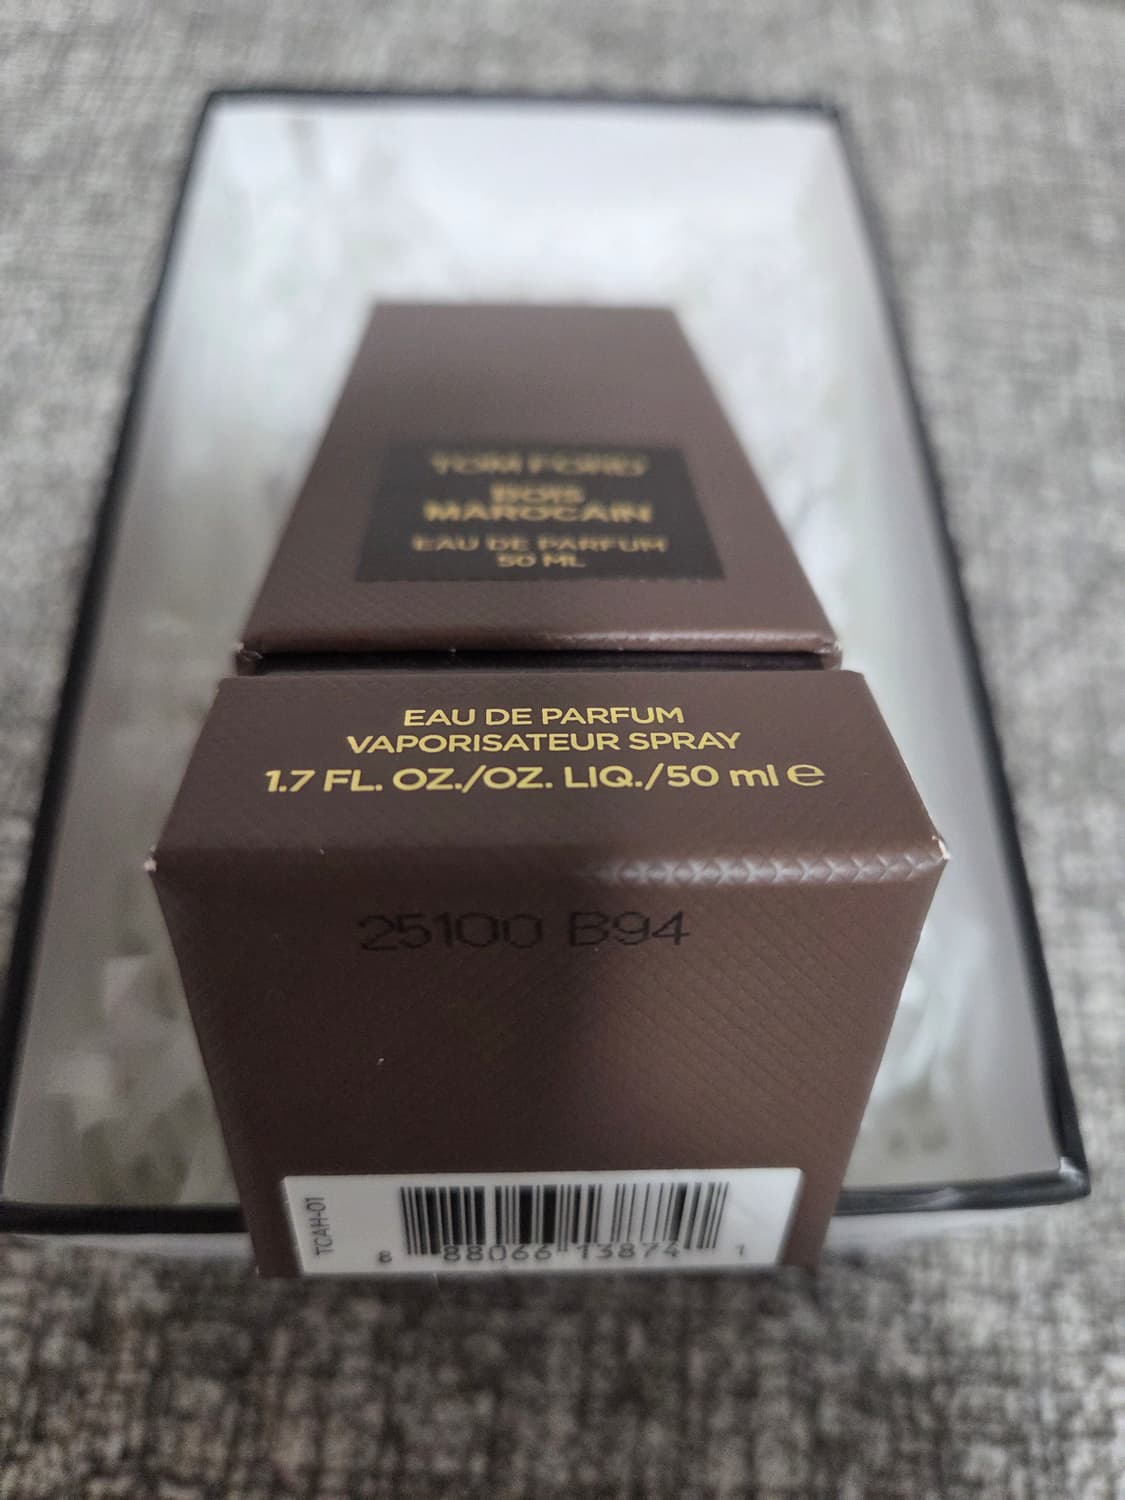 TOM FORD
BOIS
MAROCAIN
EAU DE PARFUM
50 ML
EAU DE PARFUM
VAPORISATEUR SPRAY
1.7 FL. OZ./OZ. LIQ./50 ml ℮
25100 B94
TCAH-01
8 88066 13874 1